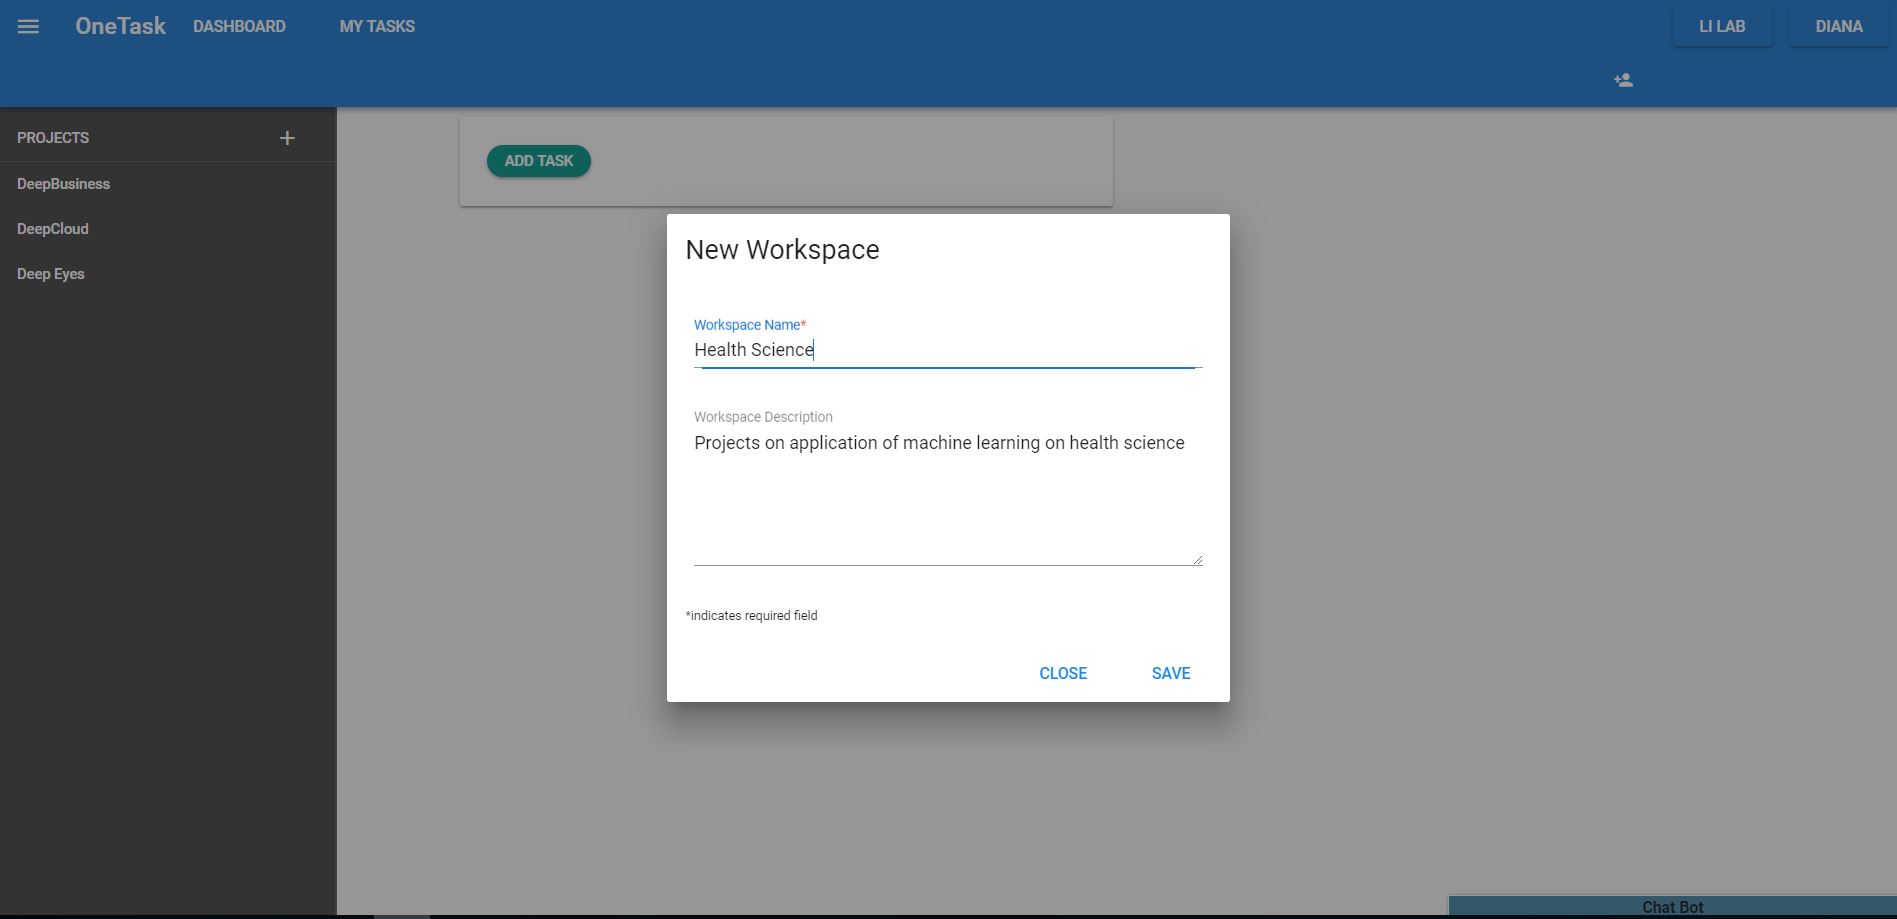 OneTask DASHBOARD MY TASKS LI LAB DIANA
PROJECTS
DeepBusiness
DeepCloud
Deep Eyes
ADD TASK
New Workspace
Workspace Name*
Health Science
Workspace Description
Projects on application of machine learning on health science
*indicates required field
CLOSE SAVE
Chat Bot